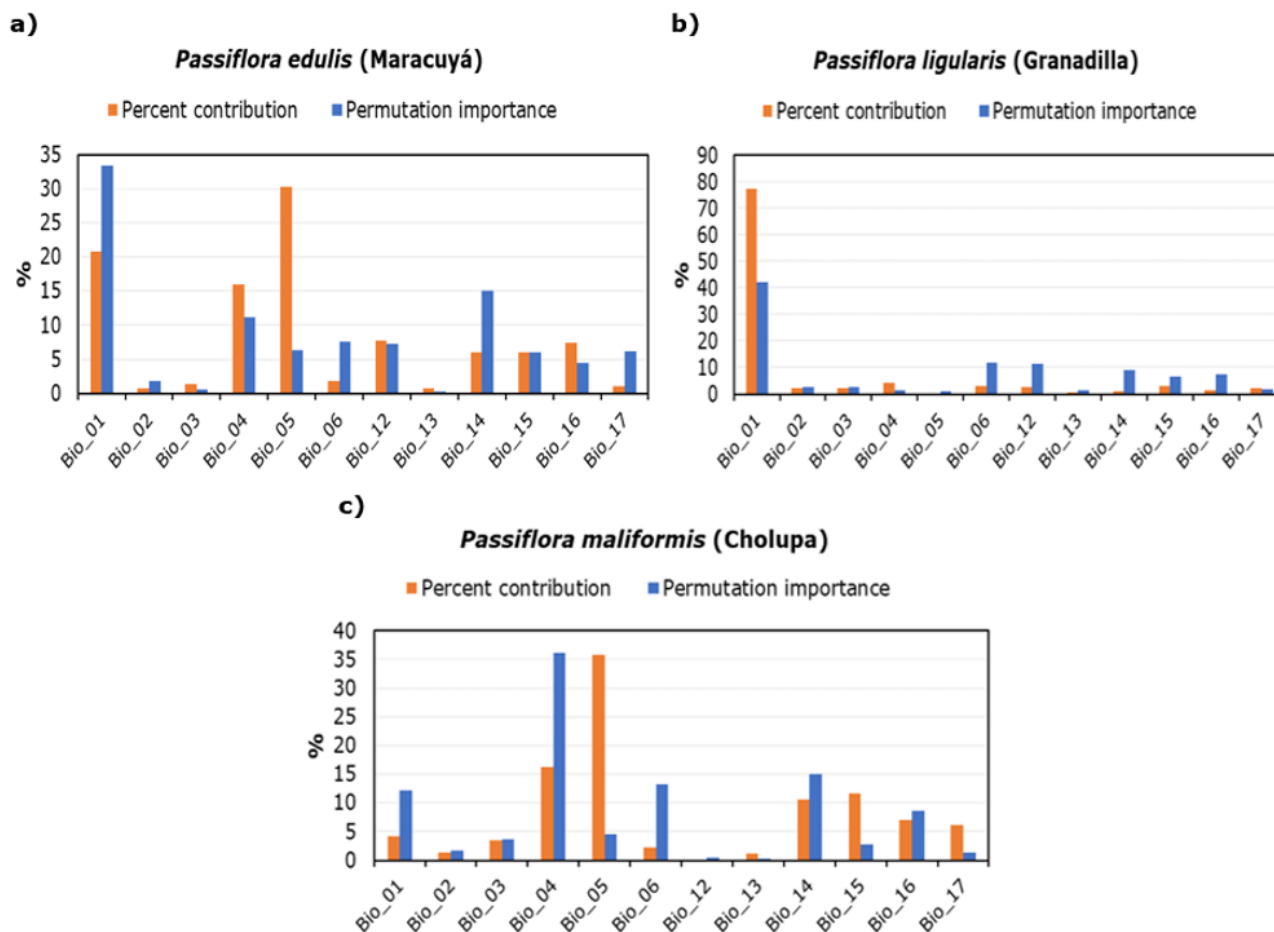 a)
Passiflora edulis (Maracuyá)
Percent contribution Permutation importance
35
30
25
20
15
10
5
0
%
Bio_01 Bio_02 Bio_03 Bio_04 Bio_05 Bio_06 Bio_12 Bio_13 Bio_14 Bio_15 Bio_16 Bio_17
b)
Passiflora ligularis (Granadilla)
Percent contribution Permutation importance
90
80
70
60
50
40
30
20
10
0
%
Bio_01 Bio_02 Bio_03 Bio_04 Bio_05 Bio_06 Bio_12 Bio_13 Bio_14 Bio_15 Bio_16 Bio_17
c)
Passiflora maliformis (Cholupa)
Percent contribution Permutation importance
40
35
30
25
20
15
10
5
0
%
Bio_01 Bio_02 Bio_03 Bio_04 Bio_05 Bio_06 Bio_12 Bio_13 Bio_14 Bio_15 Bio_16 Bio_17